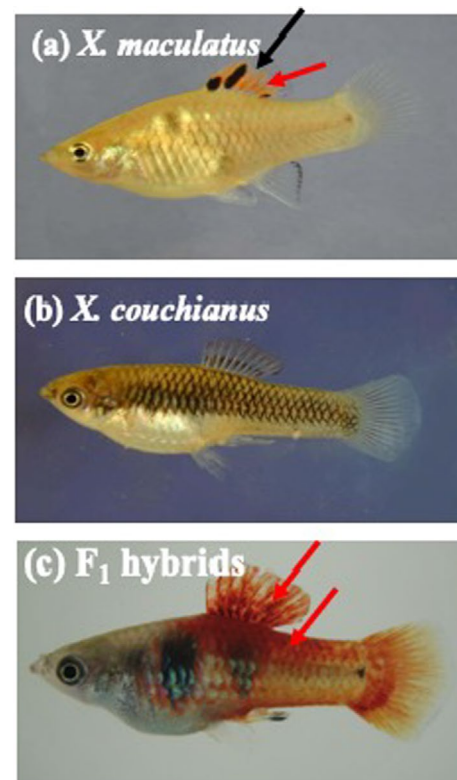 (a) X. maculatus
(b) X. couchianus
(c) F₁ hybrids